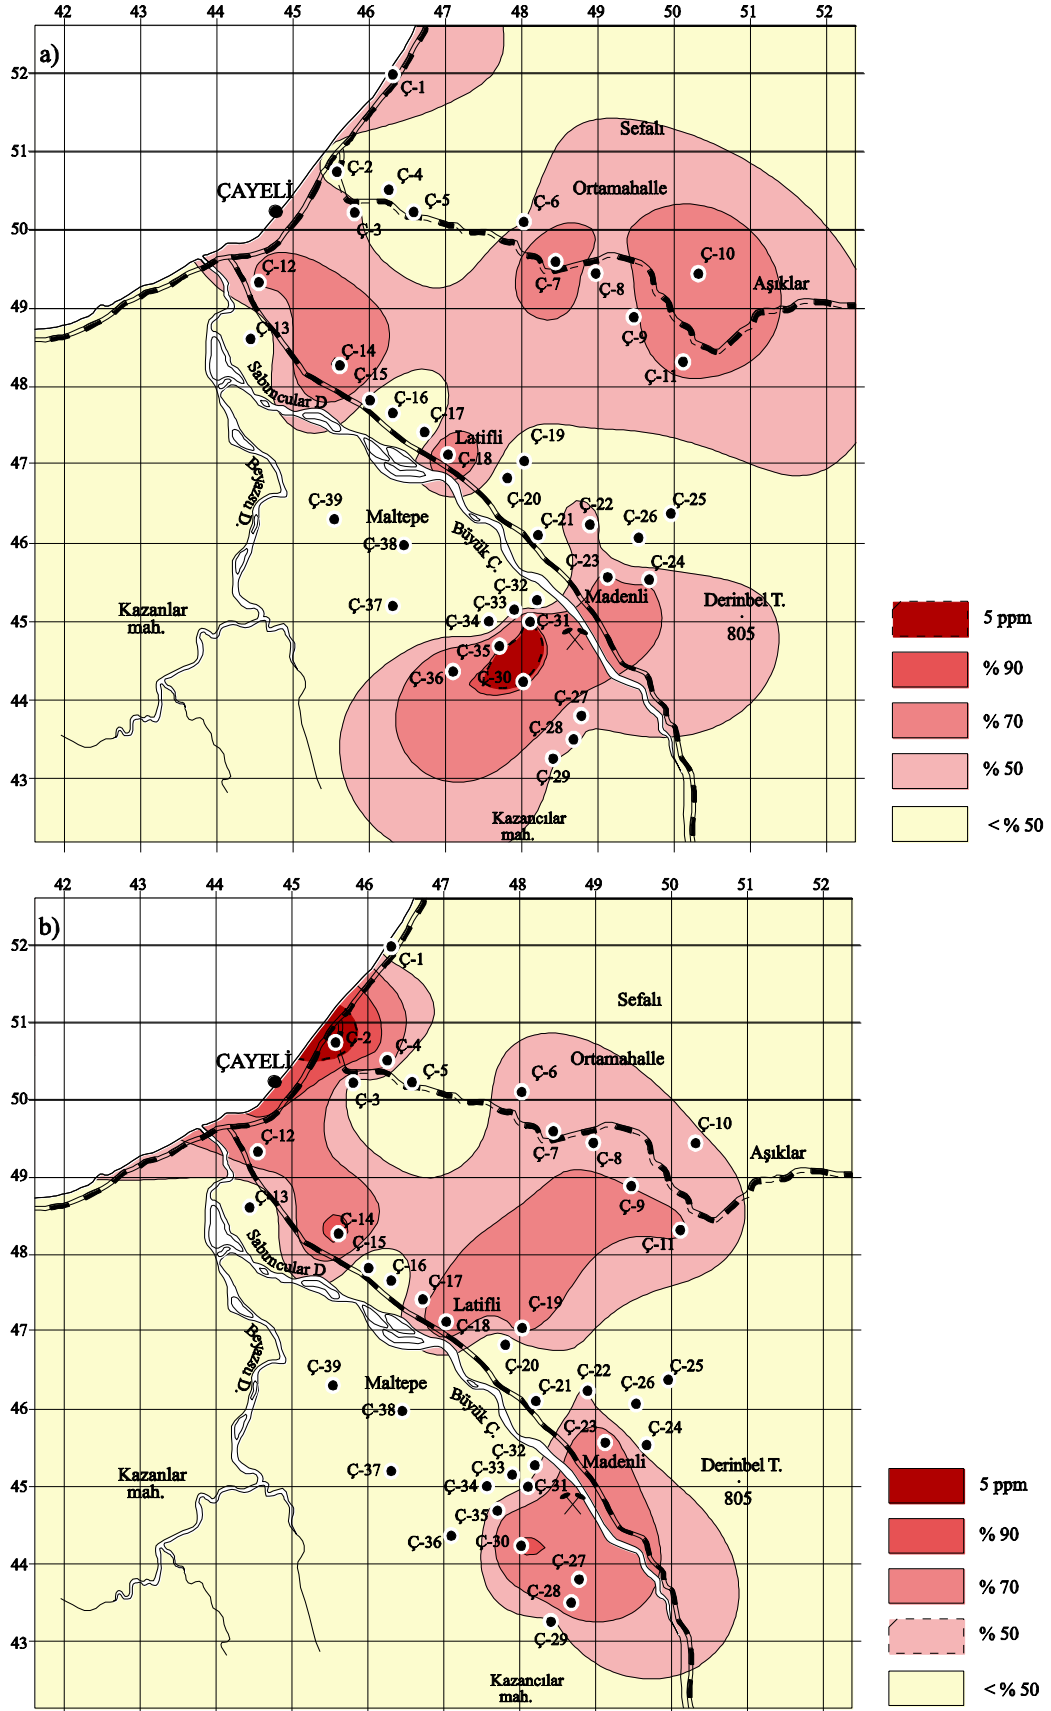 42 43 44 45 46 47 48 49 50 51 52
a)
52
Ç-1
Sefalı
51
Ç-2
Ç-4
Ortamahalle
ÇAYELİ
Ç-5
Ç-6
50
Ç-3
Ç-12
Ç-7
Ç-8
Ç-10
Aşıklar
49
Ç-13
Ç-9
Ç-14
Ç-11
Ç-15
48
Sabuncular D
Ç-16
Ç-17
Latifli
Ç-19
47
Ç-18
Beyazsu D.
Ç-39
Maltepe
Ç-20
Ç-22
Ç-25
Ç-21
Ç-26
46
Ç-38
Büyük Ç.
Ç-23
Ç-24
Ç-32
Madenli
Derinbel T.
805
Kazanlar
mah.
Ç-37
Ç-33
45
Ç-34
Ç-31
5 ppm
Ç-35
Ç-36
Ç-30
% 90
44
Ç-27
Ç-28
% 70
43
Ç-29
% 50
Kazancılar
mah.
< % 50
42 43 44 45 46 47 48 49 50 51 52
b)
52
Ç-1
Sefalı
51
Ç-2
Ç-4
Ortamahalle
ÇAYELİ
Ç-5
Ç-6
50
Ç-3
Ç-12
Ç-7
Ç-8
Ç-10
Aşıklar
49
Ç-13
Ç-9
Ç-14
Ç-11
Ç-15
48
Sabuncular D
Ç-16
Ç-17
Latifli
Ç-19
47
Ç-18
Beyazsu D.
Ç-39
Maltepe
Ç-20
Ç-22
Ç-25
Ç-21
Ç-26
46
Ç-38
Büyük Ç.
Ç-23
Ç-24
Ç-32
Madenli
Derinbel T.
805
Kazanlar
mah.
Ç-37
Ç-33
45
Ç-34
Ç-31
5 ppm
Ç-35
Ç-36
Ç-30
% 90
44
Ç-27
Ç-28
% 70
43
Ç-29
% 50
Kazancılar
mah.
< % 50